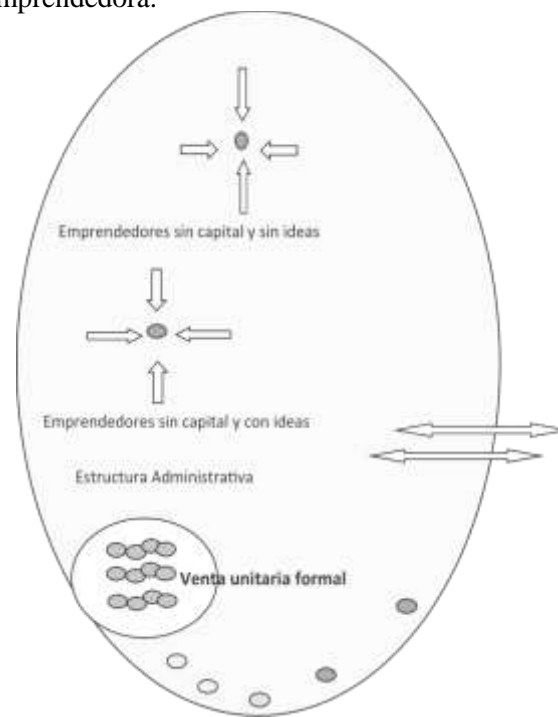 emprendedora.
Emprendedores sin capital y sin ideas
Emprendedores sin capital y con ideas
Estructura Administrativa
Venta unitaria formal